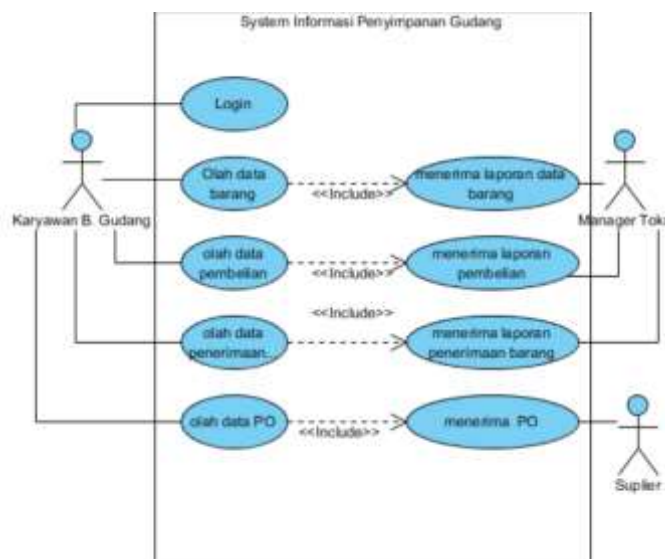 System Informasi Penyimpanan Gudang
Login
Olah data
barang
<<Include>>
menerima laporan data
barang
Karyawan B. Gudang
Manager Toko
olah data
pembelian
<<Include>>
menerima laporan
pembelian
<<Include>>
olah data
penerimaan...
menerima laporan
penerimaan barang
olah data PO
<<Include>>
menerima PO
Suplier